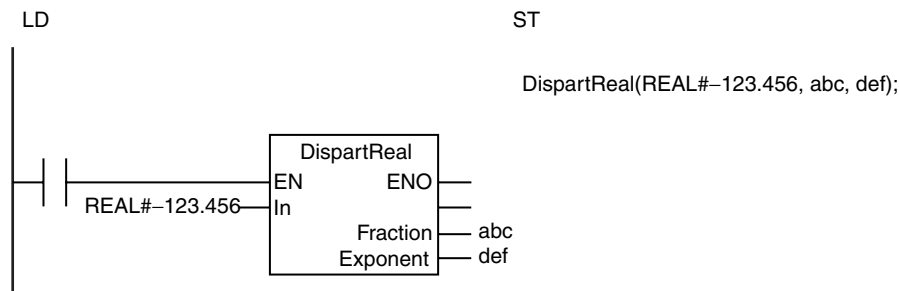 LD
ST
DispartReal(REAL#−123.456, abc, def);
DispartReal
EN ENO
REAL#−123.456 In
Fraction abc
Exponent def